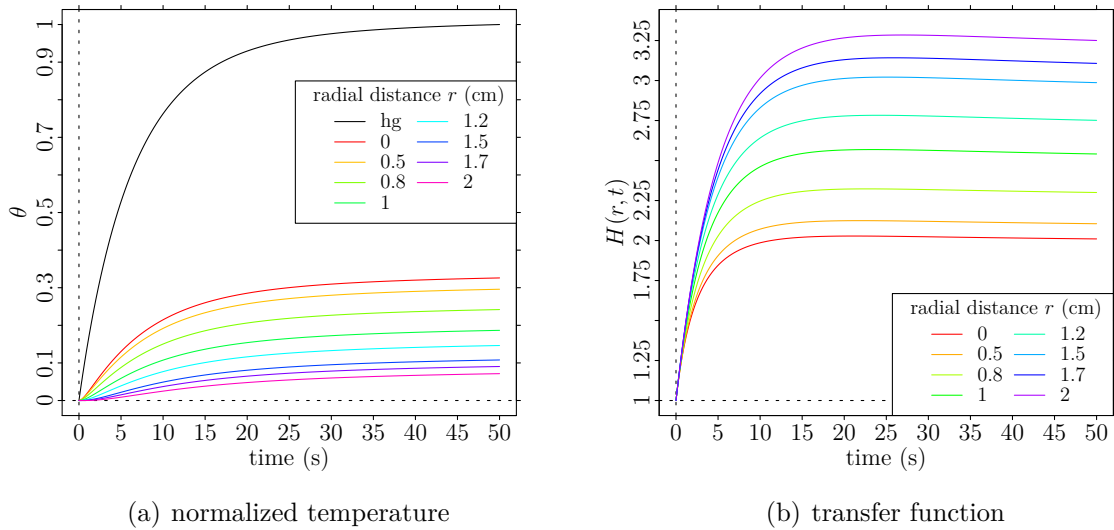 1
0.9
0.7
0.5
0.3
0.1
0
θ
radial distance r (cm)
hg 1.2
0 1.5
0.5 1.7
0.8 2
1
0 5 10 15 20 25 30 35 40 45 50
time (s)
(a) normalized temperature
3.25
3
2.75
2.25
2
1.75
1.25
1
H(r, t)
radial distance r (cm)
0 1.2
0.5 1.5
0.8 1.7
1 2
0 5 10 15 20 25 30 35 40 45 50
time (s)
(b) transfer function